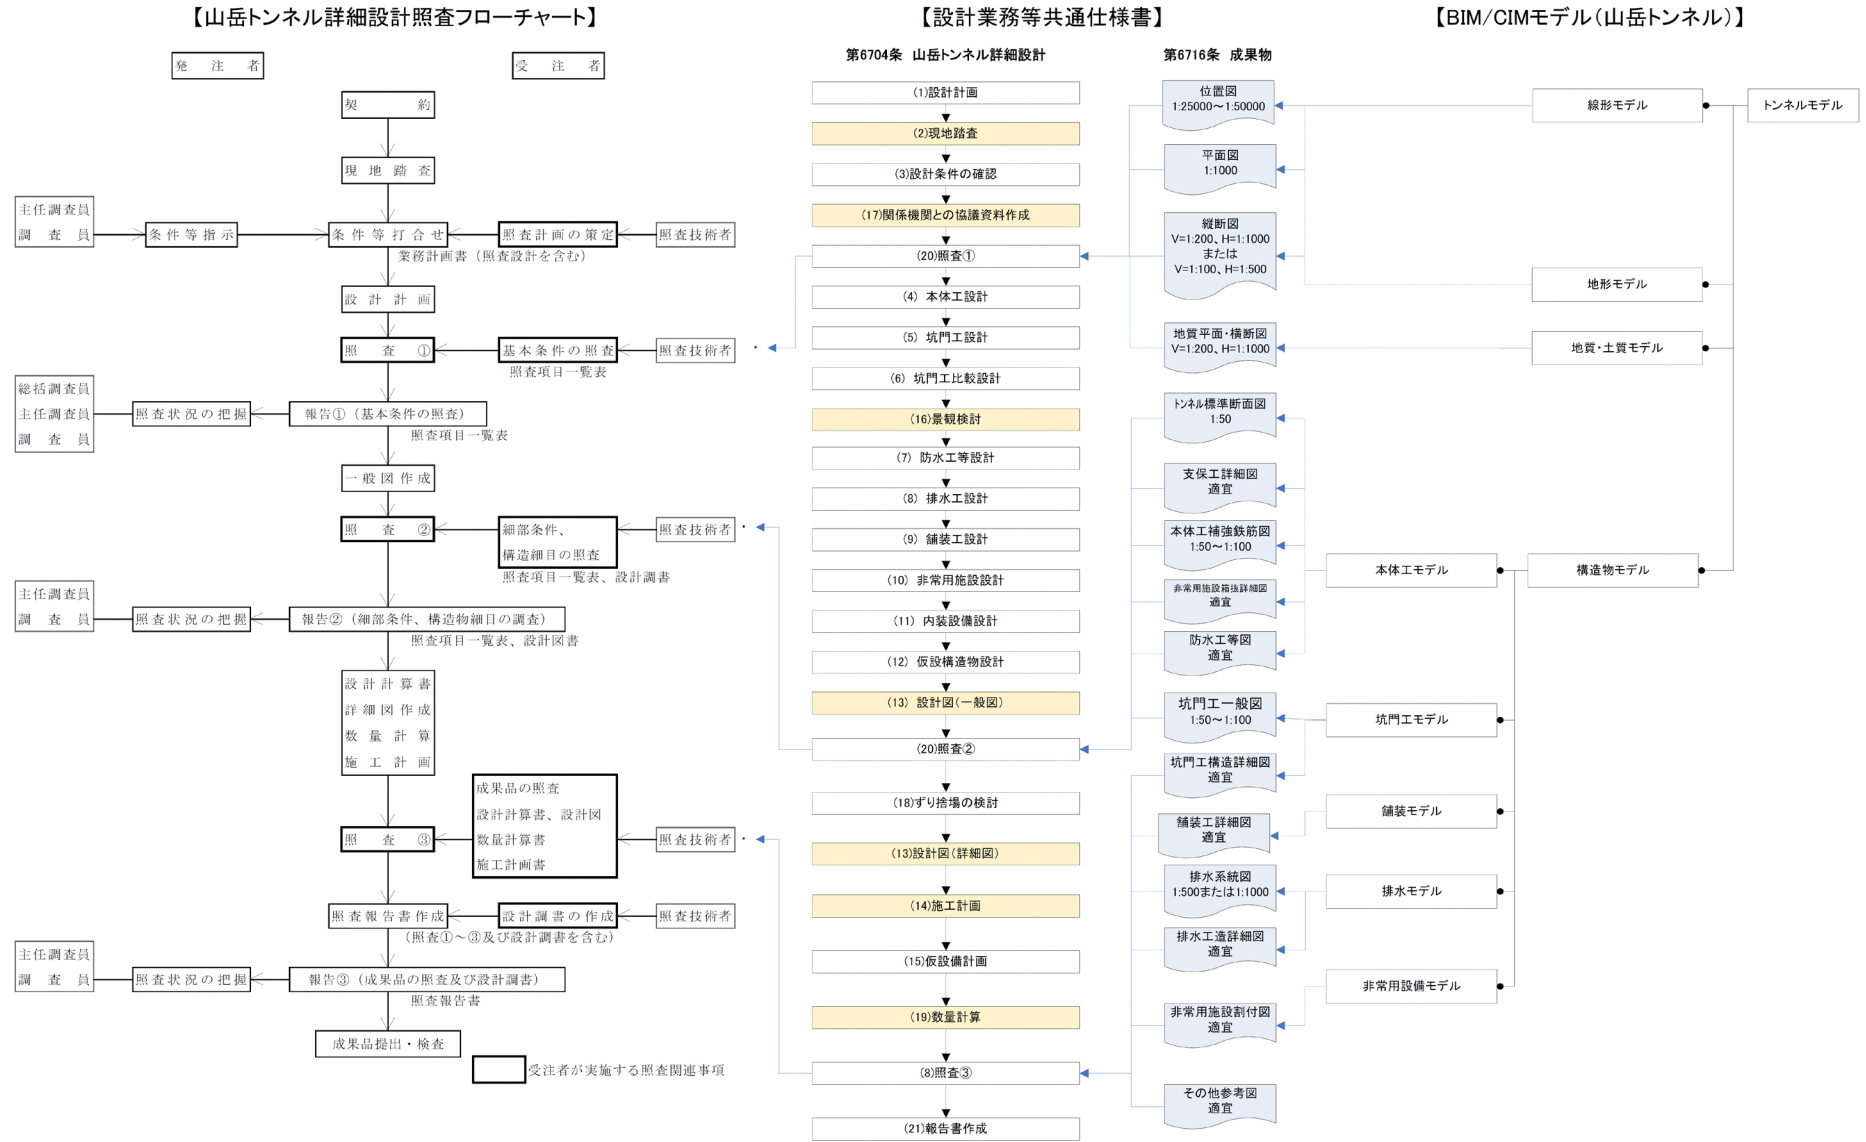 【山岳トンネル詳細設計照査フローチャート】
発注者
受注者
契約
現地踏査
主任調査員
調査員
条件等指示
条件等打合せ
照査計画の策定
照査技術者
業務計画書（照査設計を含む）
設計計画
照査①
基本条件の照査
照査技術者
照査項目一覧表
総括調査員
主任調査員
調査員
照査状況の把握
報告①（基本条件の照査）
照査項目一覧表
一般図作成
照査②
細部条件、
構造細目の照査
照査技術者
照査項目一覧表、設計調書
主任調査員
調査員
照査状況の把握
報告②（細部条件、構造物細目の調査）
照査項目一覧表、設計図書
設計計算書
詳細図作成
数量計算
施工計画
成果品の照査
設計計算書、設計図
数量計算書
施工計画書
照査③
照査技術者
照査報告書作成
設計調書の作成
照査技術者
（照査①～③及び設計調書を含む）
主任調査員
調査員
照査状況の把握
報告③（成果品の照査及び設計調書）
照査報告書
成果品提出・検査
受注者が実施する照査関連事項
【設計業務等共通仕様書】
第6704条 山岳トンネル詳細設計
(1)設計計画
(2)現地踏査
(3)設計条件の確認
(17)関係機関との協議資料作成
(20)照査①
(4) 本体工設計
(5) 坑門工設計
(6) 坑門工比較設計
(16)景観検討
(7) 防水工等設計
(8) 排水工設計
(9) 舗装工設計
(10) 非常用施設設計
(11) 内装設備設計
(12) 仮設構造物設計
(13) 設計図(一般図)
(20)照査②
(18)ずり捨場の検討
(13)設計図(詳細図)
(14)施工計画
(15)仮設備計画
(19)数量計算
(8)照査③
(21)報告書作成
第6716条 成果物
位置図
1:25000～1:50000
平面図
1:1000
縦断図
V=1:200、H=1:1000
または
V=1:100、H=1:500
地質平面・横断図
V=1:200、H=1:1000
トンネル標準断面図
1:50
支保工詳細図
適宜
本体工補強鉄筋図
1:50～1:100
非常用施設箱抜詳細図
適宜
防水工等図
適宜
坑門工一般図
1:50～1:100
坑門工構造詳細図
適宜
舗装工詳細図
適宜
排水系統図
1:500または1:1000
排水工造詳細図
適宜
非常用施設割付図
適宜
その他参考図
適宜
【BIM/CIMモデル（山岳トンネル）】
線形モデル
トンネルモデル
地形モデル
地質・土質モデル
本体工モデル
構造物モデル
坑門工モデル
舗装モデル
排水モデル
非常用設備モデル